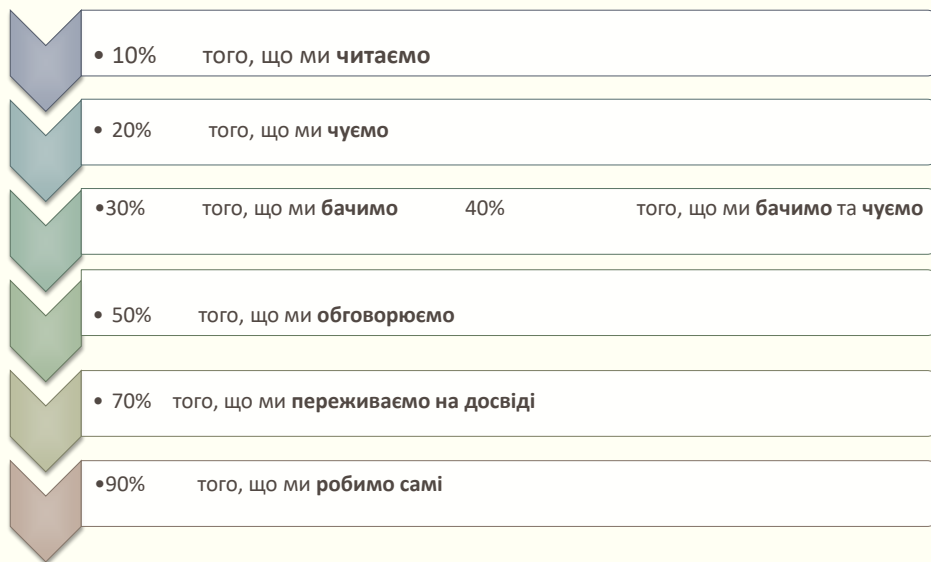 • 10% того, що ми читаємо
• 20% того, що ми чуємо
•30% того, що ми бачимо 40% того, що ми бачимо та чуємо
• 50% того, що ми обговорюємо
• 70% того, що ми переживаємо на досвіді
•90% того, що ми робимо самі